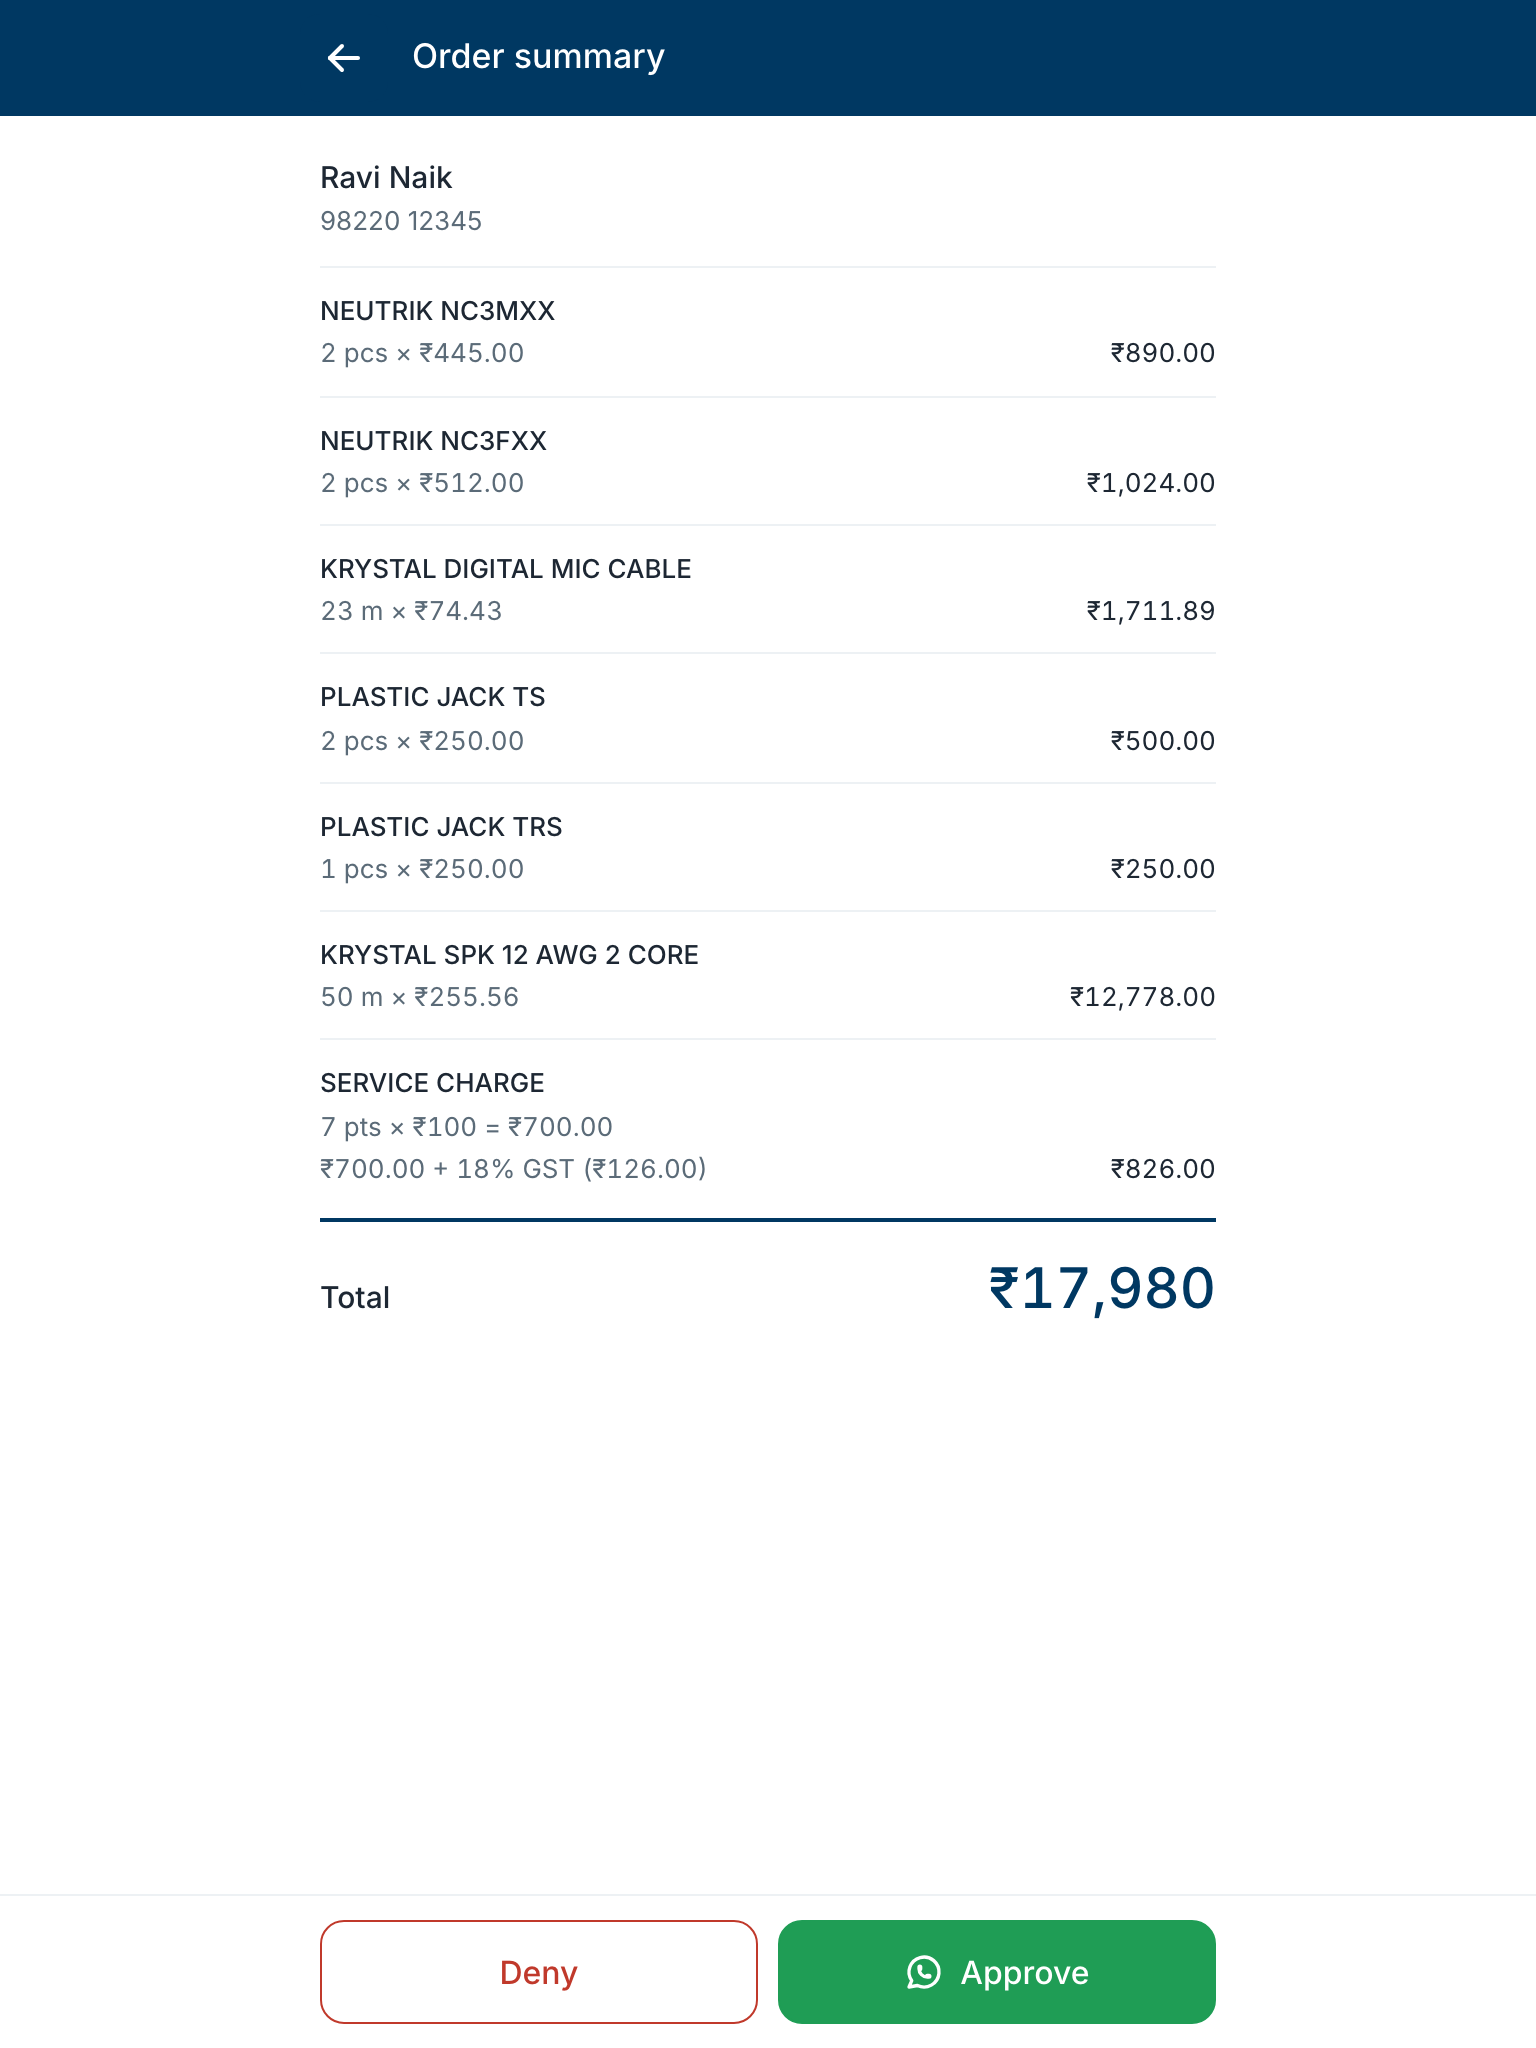 Order summary
Ravi Naik
98220 12345
NEUTRIK NC3MXX
2 pcs × ₹445.00 ₹890.00
NEUTRIK NC3FXX
2 pcs × ₹512.00 ₹1,024.00
KRYSTAL DIGITAL MIC CABLE
23 m × ₹74.43 ₹1,711.89
PLASTIC JACK TS
2 pcs × ₹250.00 ₹500.00
PLASTIC JACK TRS
1 pcs × ₹250.00 ₹250.00
KRYSTAL SPK 12 AWG 2 CORE
50 m × ₹255.56 ₹12,778.00
SERVICE CHARGE
7 pts × ₹100 = ₹700.00
₹700.00 + 18% GST (₹126.00) ₹826.00
Total ₹17,980
Deny Approve